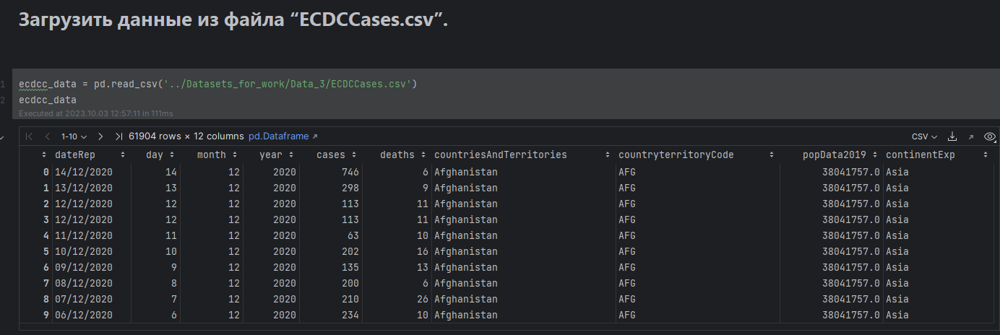 Загрузить данные из файла “ECDCCases.csv”.
1 ecdcc_data = pd.read_csv('../Datasets_for_work/Data_3/ECDCCases.csv')
2 ecdcc_data
Executed at 2023.10.03 12:57:11 in 111ms
1-10 61904 rows × 12 columns pd.Dataframe CSV
dateRep day month year cases deaths countriesAndTerritories countryterritoryCode popData2019 continentExp
0 14/12/2020 14 12 2020 746 6 Afghanistan AFG 38041757.0 Asia
1 13/12/2020 13 12 2020 298 9 Afghanistan AFG 38041757.0 Asia
2 12/12/2020 12 12 2020 113 11 Afghanistan AFG 38041757.0 Asia
3 12/12/2020 12 12 2020 113 11 Afghanistan AFG 38041757.0 Asia
4 11/12/2020 11 12 2020 63 10 Afghanistan AFG 38041757.0 Asia
5 10/12/2020 10 12 2020 202 16 Afghanistan AFG 38041757.0 Asia
6 09/12/2020 9 12 2020 135 13 Afghanistan AFG 38041757.0 Asia
7 08/12/2020 8 12 2020 200 6 Afghanistan AFG 38041757.0 Asia
8 07/12/2020 7 12 2020 210 26 Afghanistan AFG 38041757.0 Asia
9 06/12/2020 6 12 2020 234 10 Afghanistan AFG 38041757.0 Asia